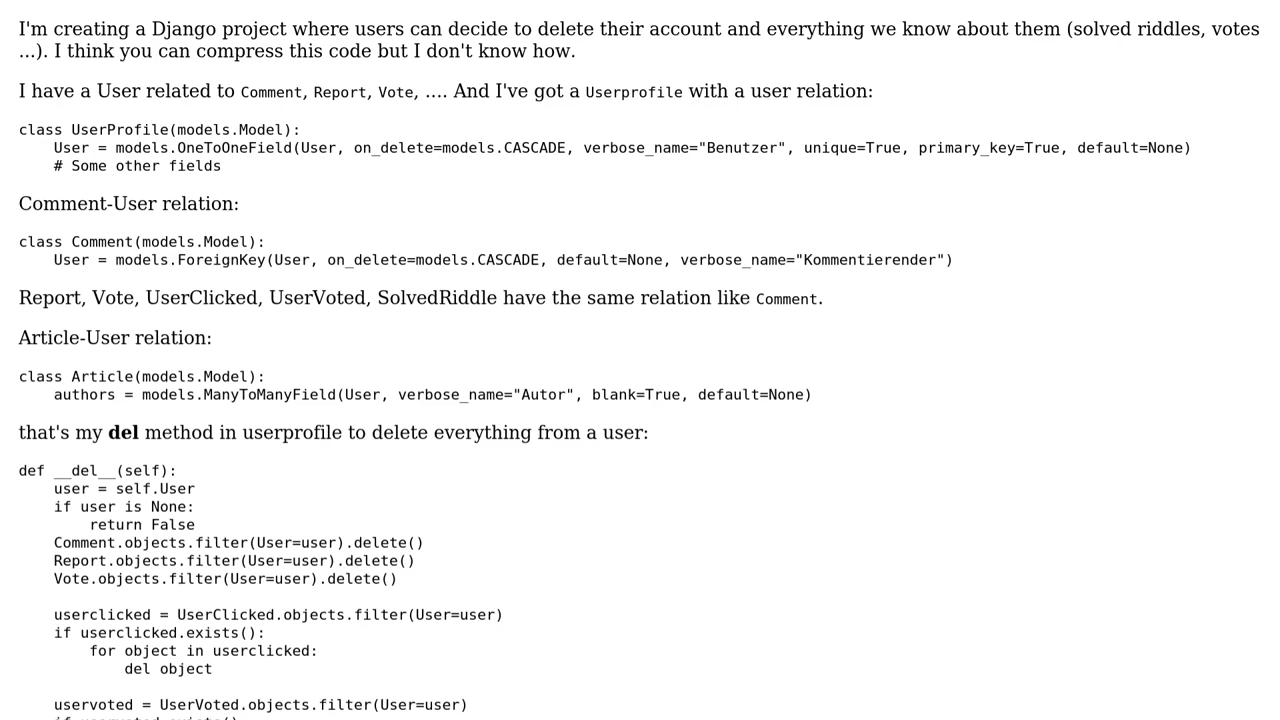 I'm creating a Django project where users can decide to delete their account and everything we know about them (solved riddles, votes
...). I think you can compress this code but I don't know how.
I have a User related to Comment, Report, Vote, .... And I've got a Userprofile with a user relation:
class UserProfile(models.Model):
    User = models.OneToOneField(User, on_delete=models.CASCADE, verbose_name="Benutzer", unique=True, primary_key=True, default=None)
    # Some other fields
Comment-User relation:
class Comment(models.Model):
    User = models.ForeignKey(User, on_delete=models.CASCADE, default=None, verbose_name="Kommentierender")
Report, Vote, UserClicked, UserVoted, SolvedRiddle have the same relation like Comment.
Article-User relation:
class Article(models.Model):
    authors = models.ManyToManyField(User, verbose_name="Autor", blank=True, default=None)
that's my del method in userprofile to delete everything from a user:
def __del__(self):
    user = self.User
    if user is None:
        return False
    Comment.objects.filter(User=user).delete()
    Report.objects.filter(User=user).delete()
    Vote.objects.filter(User=user).delete()
    userclicked = UserClicked.objects.filter(User=user)
    if userclicked.exists():
        for object in userclicked:
            del object
    uservoted = UserVoted.objects.filter(User=user)
    if uservoted.exists():